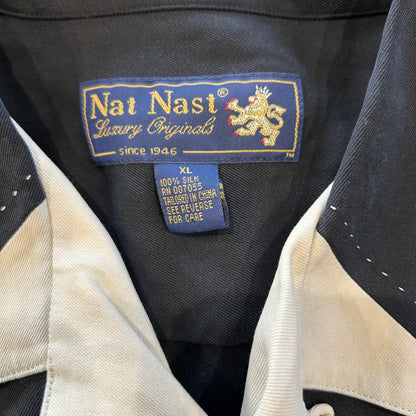 Nat Nast®
Luxury Originals
since 1946
TM
XL
100% SILK
RN 007055
TAILORED IN CHINA
SEE REVERSE
FOR CARE